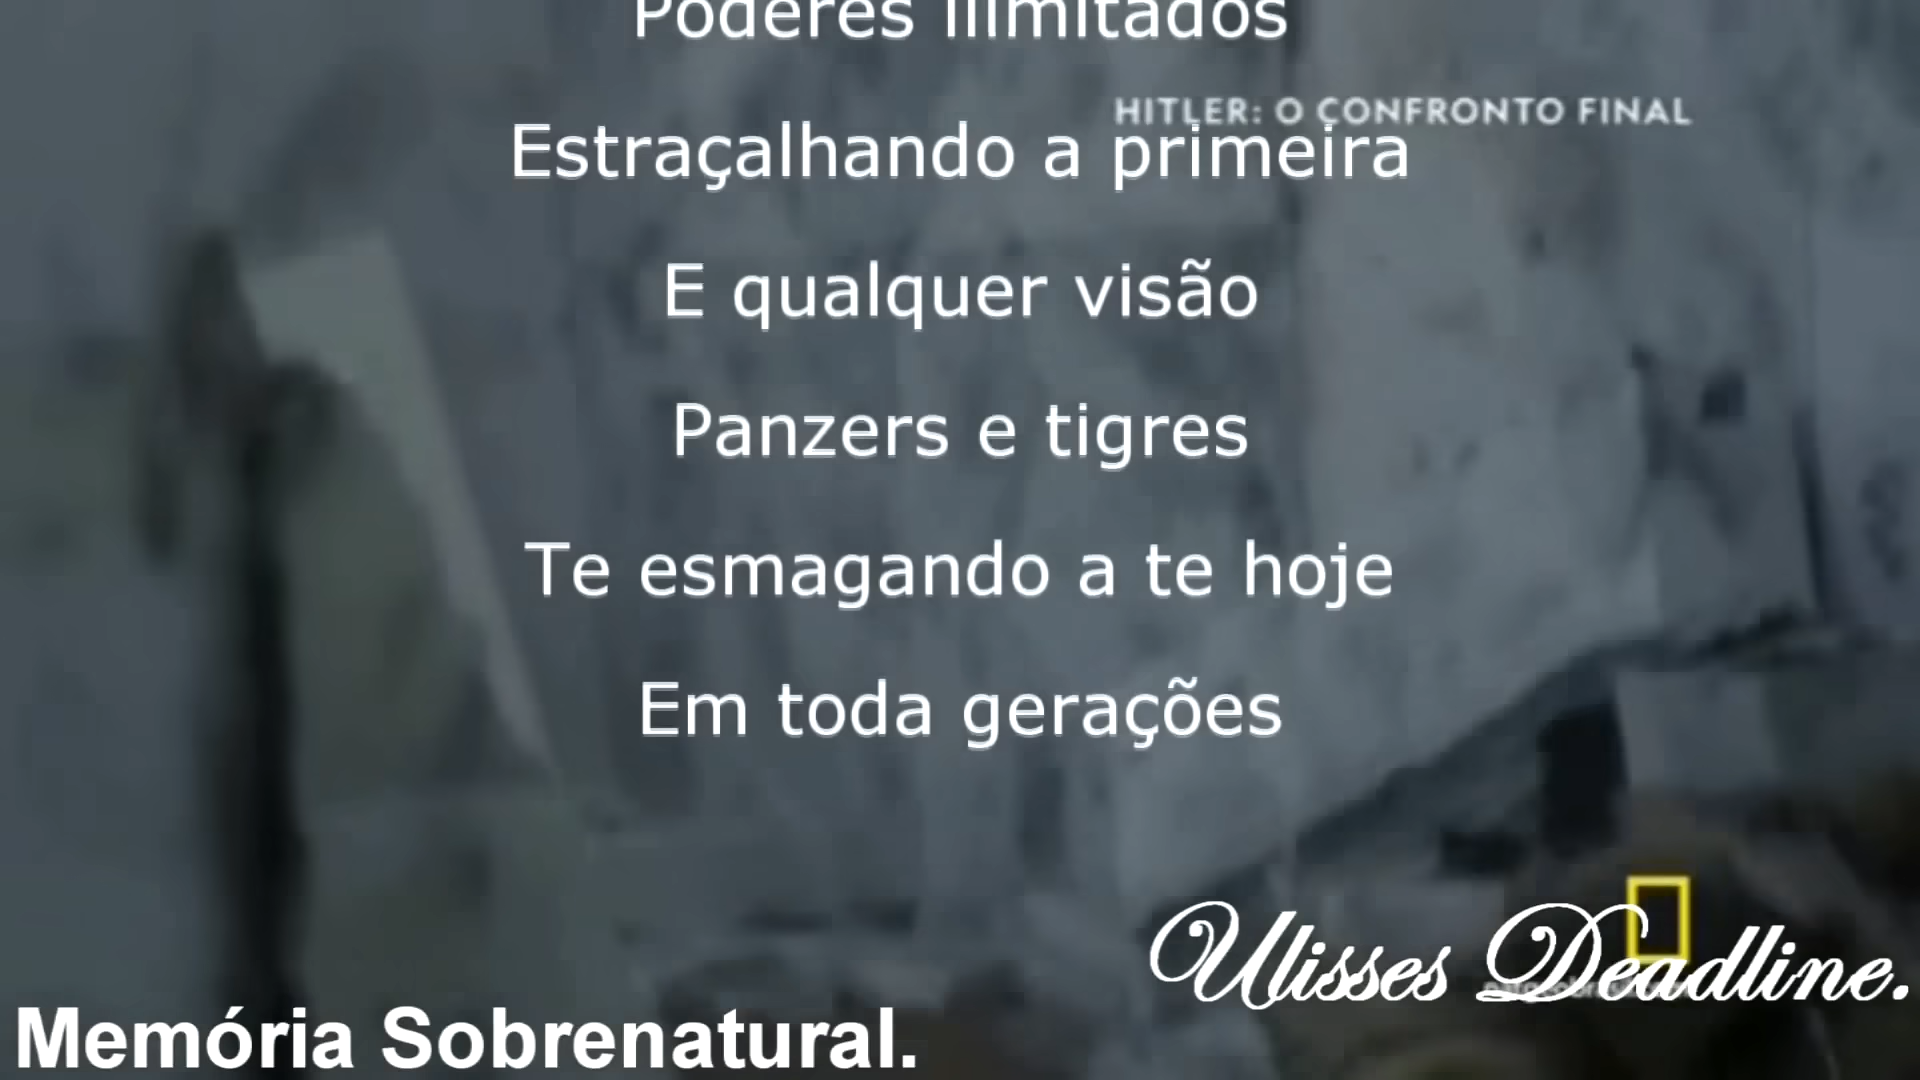 Poderes ilimitados
HITLER: O CONFRONTO FINAL
Estraçalhando a primeira
E qualquer visão
Panzers e tigres
Te esmagando a te hoje
Em toda gerações
Ulisses Deadline.
Memória Sobrenatural.